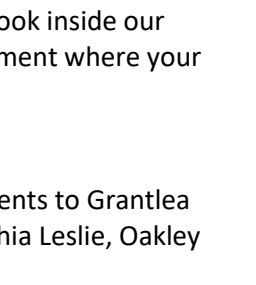 ook inside our
ment where your
ents to Grantlea
hia Leslie, Oakley